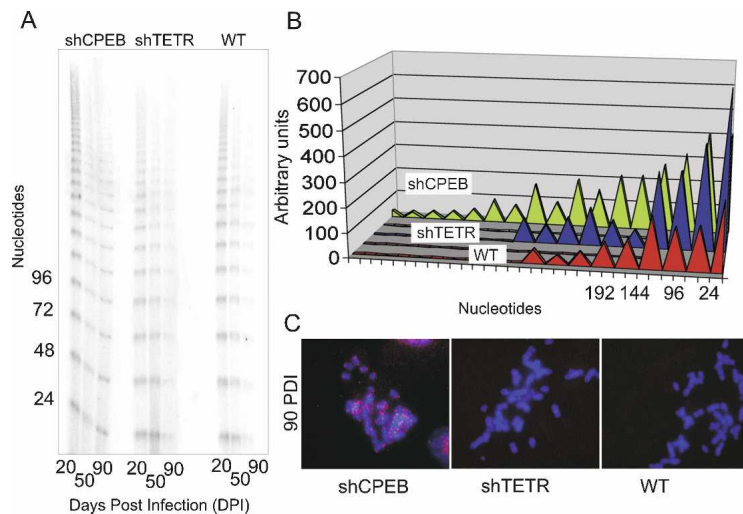 A
shCPEB shTETR WT
Nucleotides
96
72
48
24
20 50 90 20 50 90 20 50 90
Days Post Infection (DPI)
B
Arbitrary units
700
600
500
400
300
200
100
0
shCPEB
shTETR
WT
192 144 96 24
Nucleotides
C
90 PDI
shCPEB shTETR WT